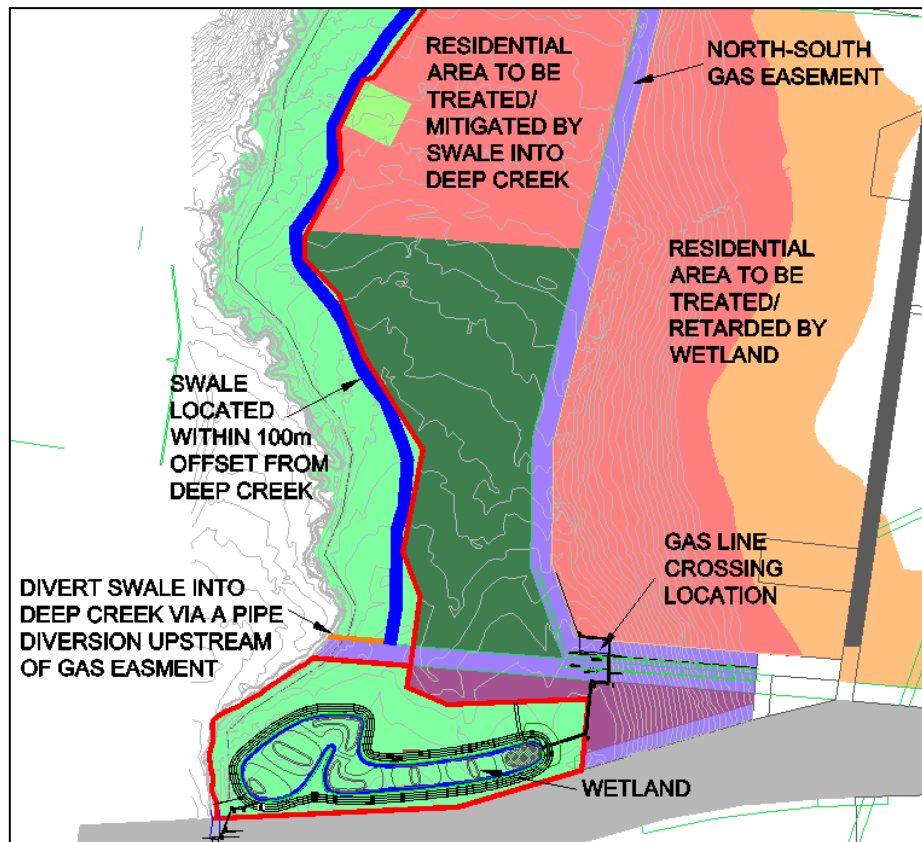 RESIDENTIAL
AREA TO BE
TREATED/
MITIGATED BY
SWALE INTO
DEEP CREEK
NORTH-SOUTH
GAS EASEMENT
RESIDENTIAL
AREA TO BE
TREATED/
RETARDED BY
WETLAND
SWALE
LOCATED
WITHIN 100m
OFFSET FROM
DEEP CREEK
GAS LINE
CROSSING
LOCATION
DIVERT SWALE INTO
DEEP CREEK VIA A PIPE
DIVERSION UPSTREAM
OF GAS EASMENT
WETLAND